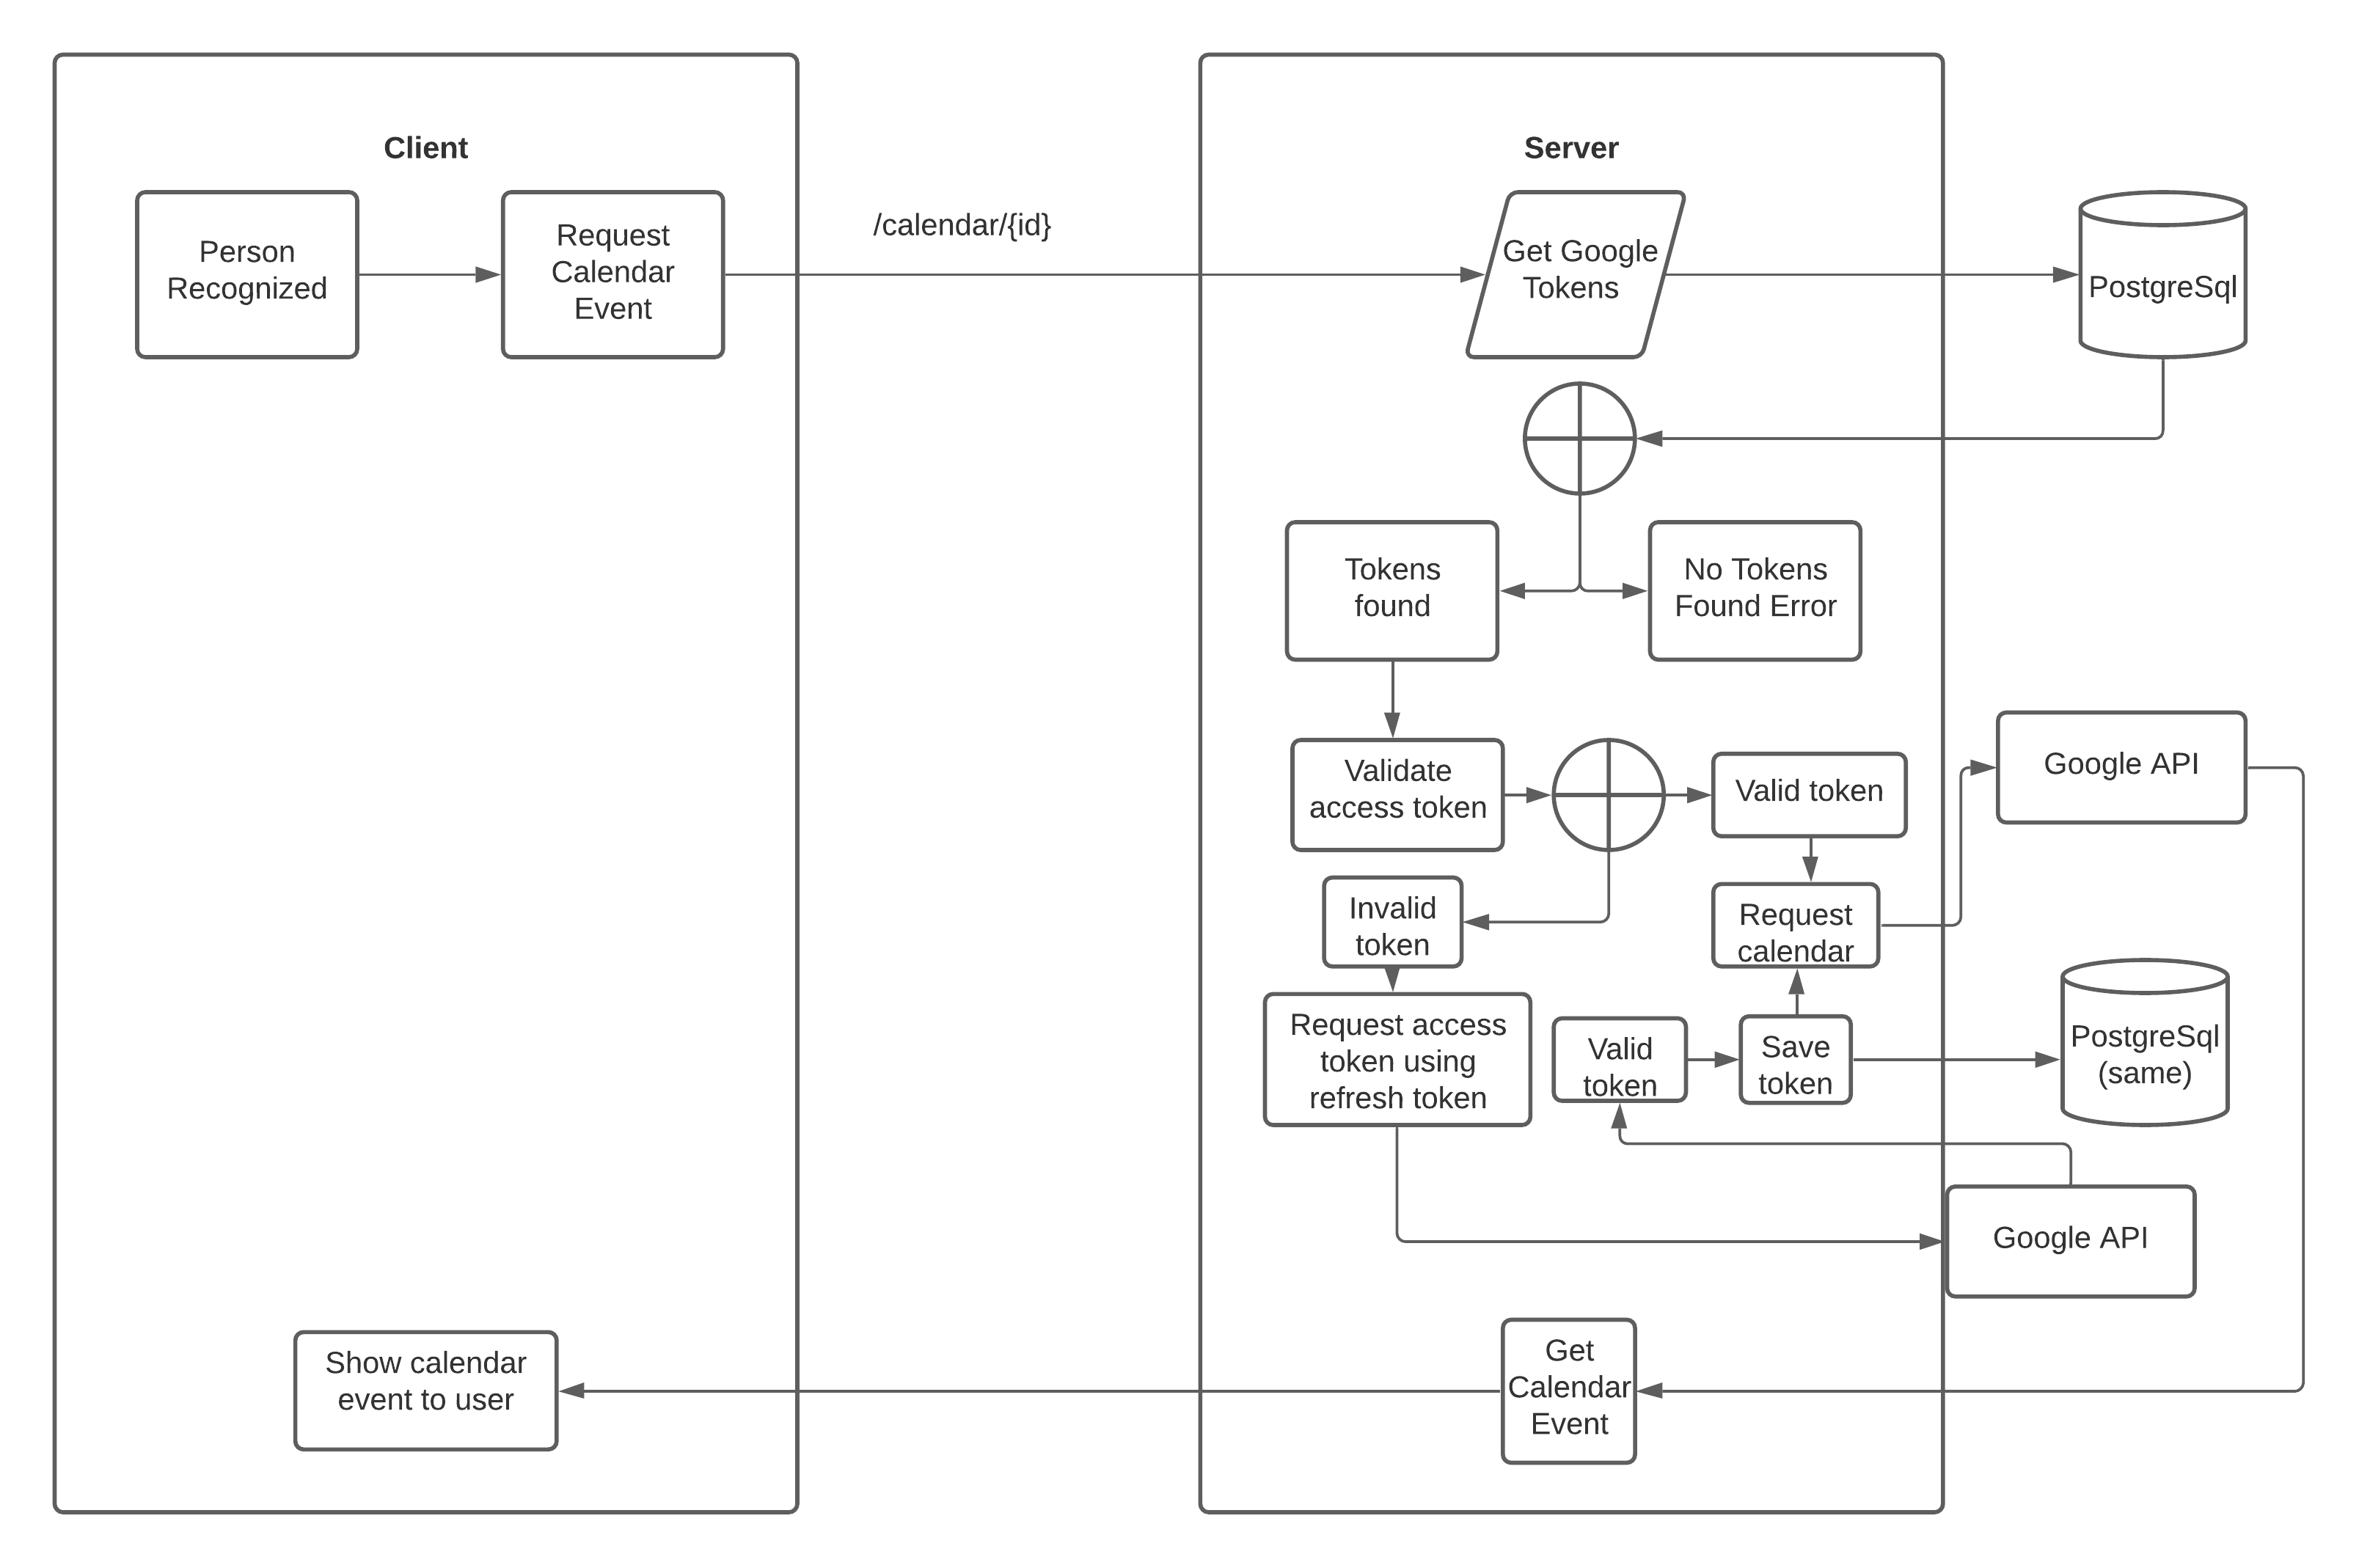 Client
Server
Person
Recognized
Request
Calendar
Event
/calendar/{id}
Get Google
Tokens
PostgreSql
Tokens
found
No Tokens
Found Error
Validate
access token
Valid token
Google API
Invalid
token
Request
calendar
Request access
token using
refresh token
Valid
token
Save
token
PostgreSql
(same)
Google API
Show calendar
event to user
Get
Calendar
Event